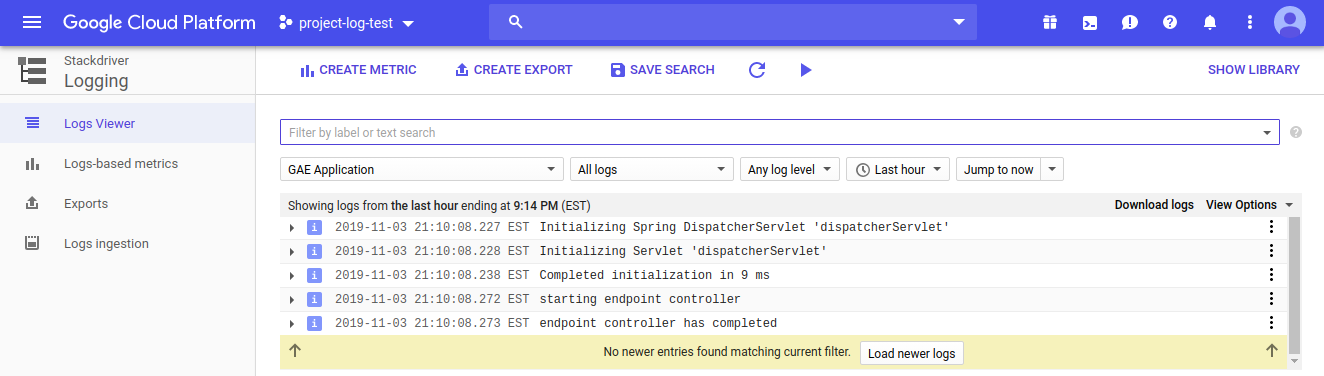 Google Cloud Platform project-log-test
Stackdriver
Logging
CREATE METRIC CREATE EXPORT SAVE SEARCH SHOW LIBRARY
Logs Viewer
Logs-based metrics
Exports
Logs ingestion
Filter by label or text search
GAE Application All logs Any log level Last hour Jump to now
Showing logs from the last hour ending at 9:14 PM (EST) Download logs View Options
i 2019-11-03 21:10:08.227 EST Initializing Spring DispatcherServlet 'dispatcherServlet'
i 2019-11-03 21:10:08.228 EST Initializing Servlet 'dispatcherServlet'
i 2019-11-03 21:10:08.238 EST Completed initialization in 9 ms
i 2019-11-03 21:10:08.272 EST starting endpoint controller
i 2019-11-03 21:10:08.273 EST endpoint controller has completed
No newer entries found matching current filter. Load newer logs